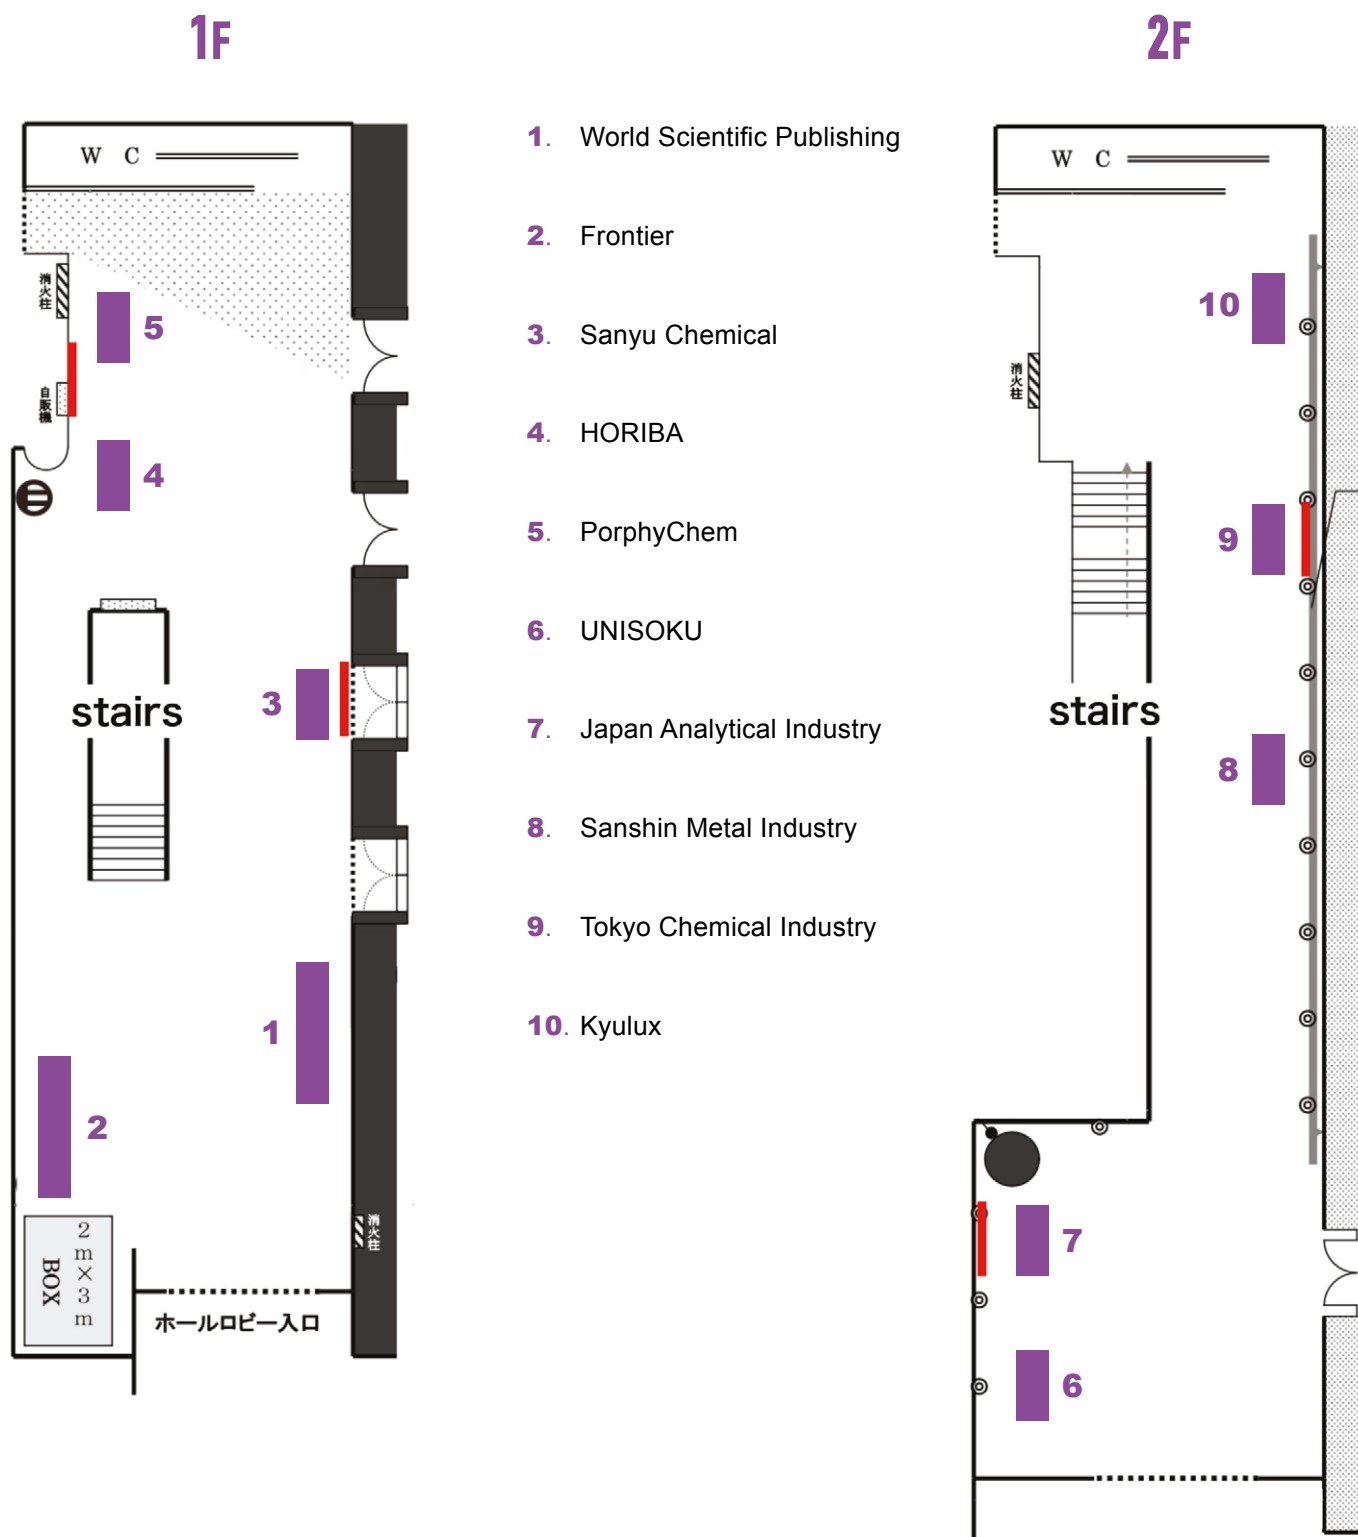 1F
W C
消火栓
5
自販機
4
stairs
3
1
2
2m×3m
BOX
消火栓
ホールロビー入口
1. World Scientific Publishing
2. Frontier
3. Sanyu Chemical
4. HORIBA
5. PorphyChem
6. UNISOKU
7. Japan Analytical Industry
8. Sanshin Metal Industry
9. Tokyo Chemical Industry
10. Kyulux
2F
W C
10
消火栓
9
stairs
8
7
6